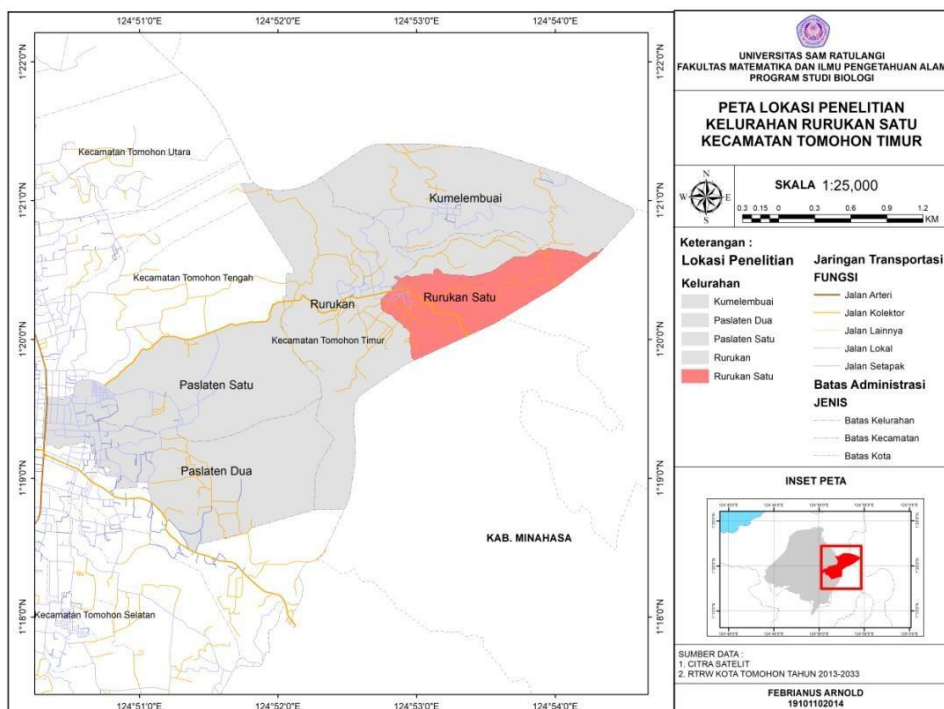 124°51'0"E
124°52'0"E
124°53'0"E
124°54'0"E
1°22'0"N
1°21'0"N
1°20'0"N
1°19'0"N
1°18'0"N
Kecamatan Tomohon Utara
Kumelembuai
Kecamatan Tomohon Tengah
Rurukan
Rurukan Satu
Kecamatan Tomohon Timur
Paslaten Satu
Paslaten Dua
KAB. MINAHASA
Kecamatan Tomohon Selatan
1°22'0"N
1°21'0"N
1°20'0"N
1°19'0"N
1°18'0"N
124°51'0"E
124°52'0"E
124°53'0"E
124°54'0"E
UNIVERSITAS SAM RATULANGI
FAKULTAS MATEMATIKA DAN ILMU PENGETAHUAN ALAM
PROGRAM STUDI BIOLOGI
PETA LOKASI PENELITIAN
KELURAHAN RURUKAN SATU
KECAMATAN TOMOHON TIMUR
N
W E
S
SKALA 1:25,000
0.3 0.15 0 0.3 0.6 0.9 1.2
KM
Keterangan :
Lokasi Penelitian
Kelurahan
Kumelembuai
Paslaten Dua
Paslaten Satu
Rurukan
Rurukan Satu
Jaringan Transportasi
FUNGSI
Jalan Arteri
Jalan Kolektor
Jalan Lainnya
Jalan Lokal
Jalan Setapak
Batas Administrasi
JENIS
Batas Kelurahan
Batas Kecamatan
Batas Kota
INSET PETA
SUMBER DATA :
1. CITRA SATELIT
2. RTRW KOTA TOMOHON TAHUN 2013-2033
FEBRIANUS ARNOLD
19101102014